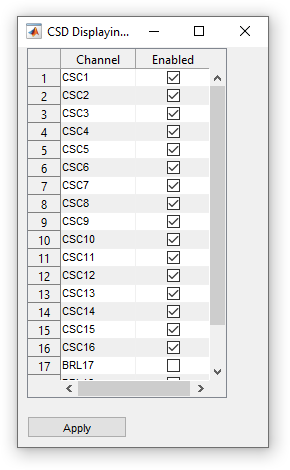 CSD Displayin...
Channel Enabled
1 CSC1
2 CSC2
3 CSC3
4 CSC4
5 CSC5
6 CSC6
7 CSC7
8 CSC8
9 CSC9
10 CSC10
11 CSC11
12 CSC12
13 CSC13
14 CSC14
15 CSC15
16 CSC16
17 BRL17
Apply